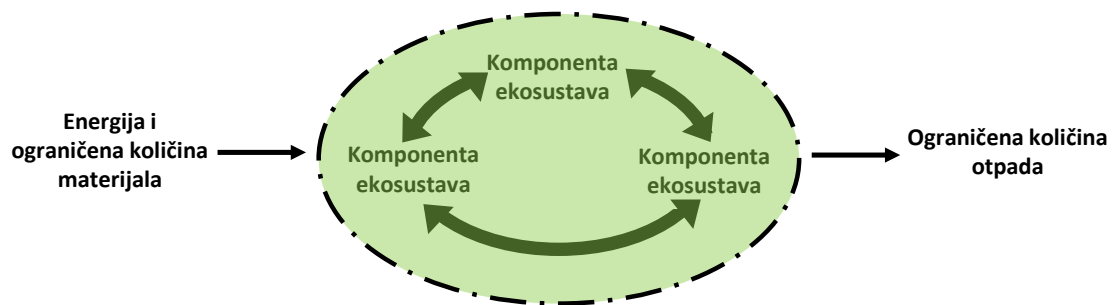 Energija i
ograničena količina
materijala
Komponenta
ekosustava
Komponenta
ekosustava
Komponenta
ekosustava
Ograničena količina
otpada